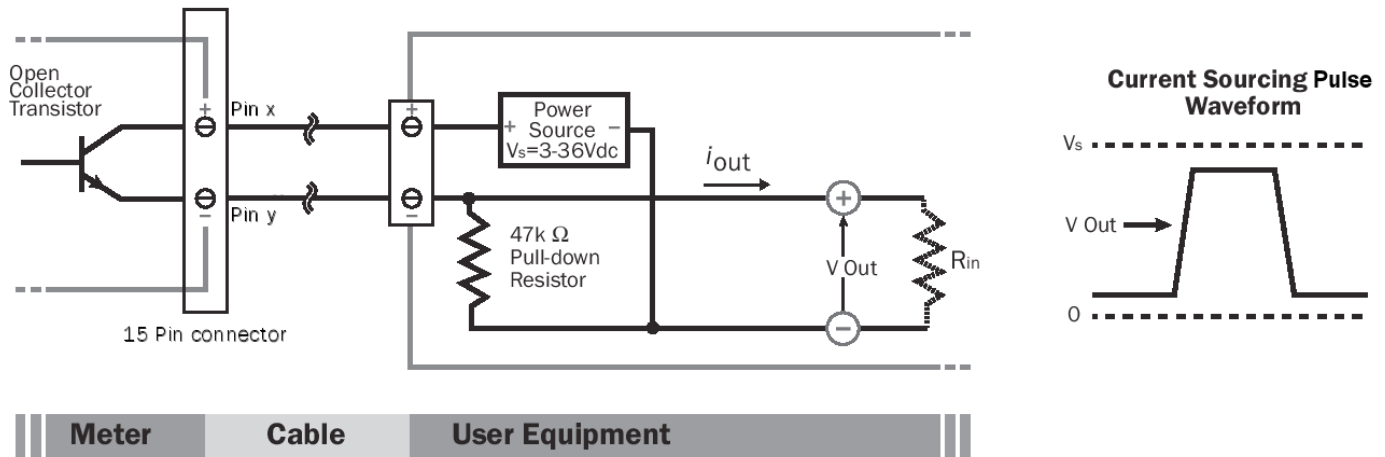 Open
Collector
Transistor
+
Pin x
−
Pin y
15 Pin connector
+
−
+ Power −
Source
Vs=3-36Vdc
iout
47k Ω
Pull-down
Resistor
+
V Out
−
Rin
Current Sourcing Pulse
Waveform
Vs
V Out
0
Meter
Cable
User Equipment